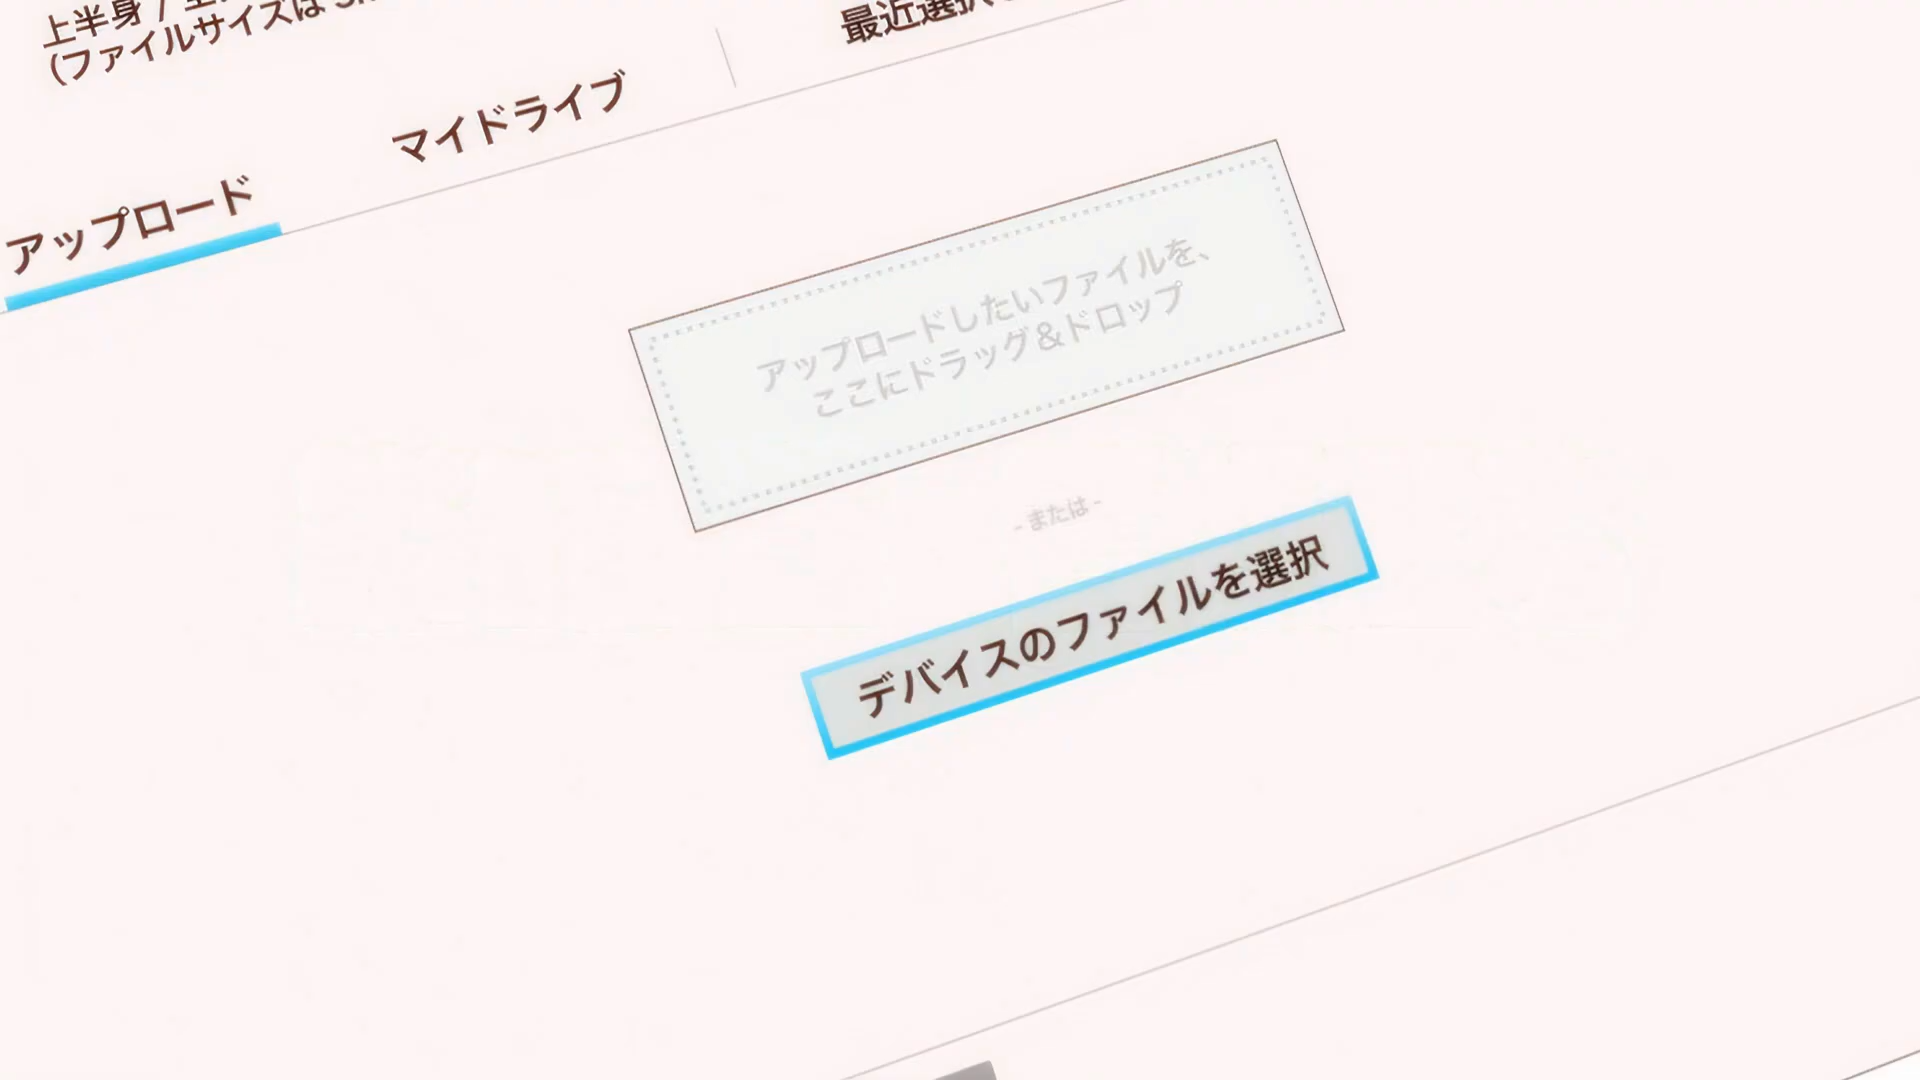 上半身 /
(ファイルサイズは
アップロード
マイドライブ
最近選択
アップロードしたいファイルを、
ここにドラッグ&ドロップ
- または -
デバイスのファイルを選択